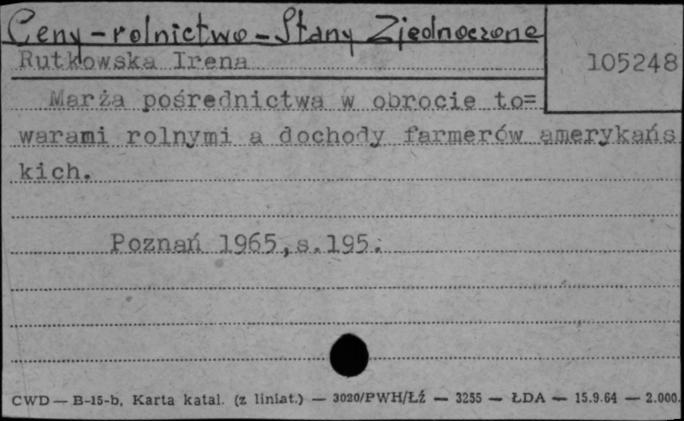 Ceny - rolnictwo - Stany Zjednoczone
Rutkowska Irena
105248
Marża pośrednictwa w obrocie to=
warami rolnymi a dochody farmerów amerykańs
kich.
Poznań 1965,s.195.
CWD — B-15-b, Karta katal. (z liniat.) — 3020/PWH/ŁŻ — 3255 — ŁDA — 15.9.64 — 2.000.